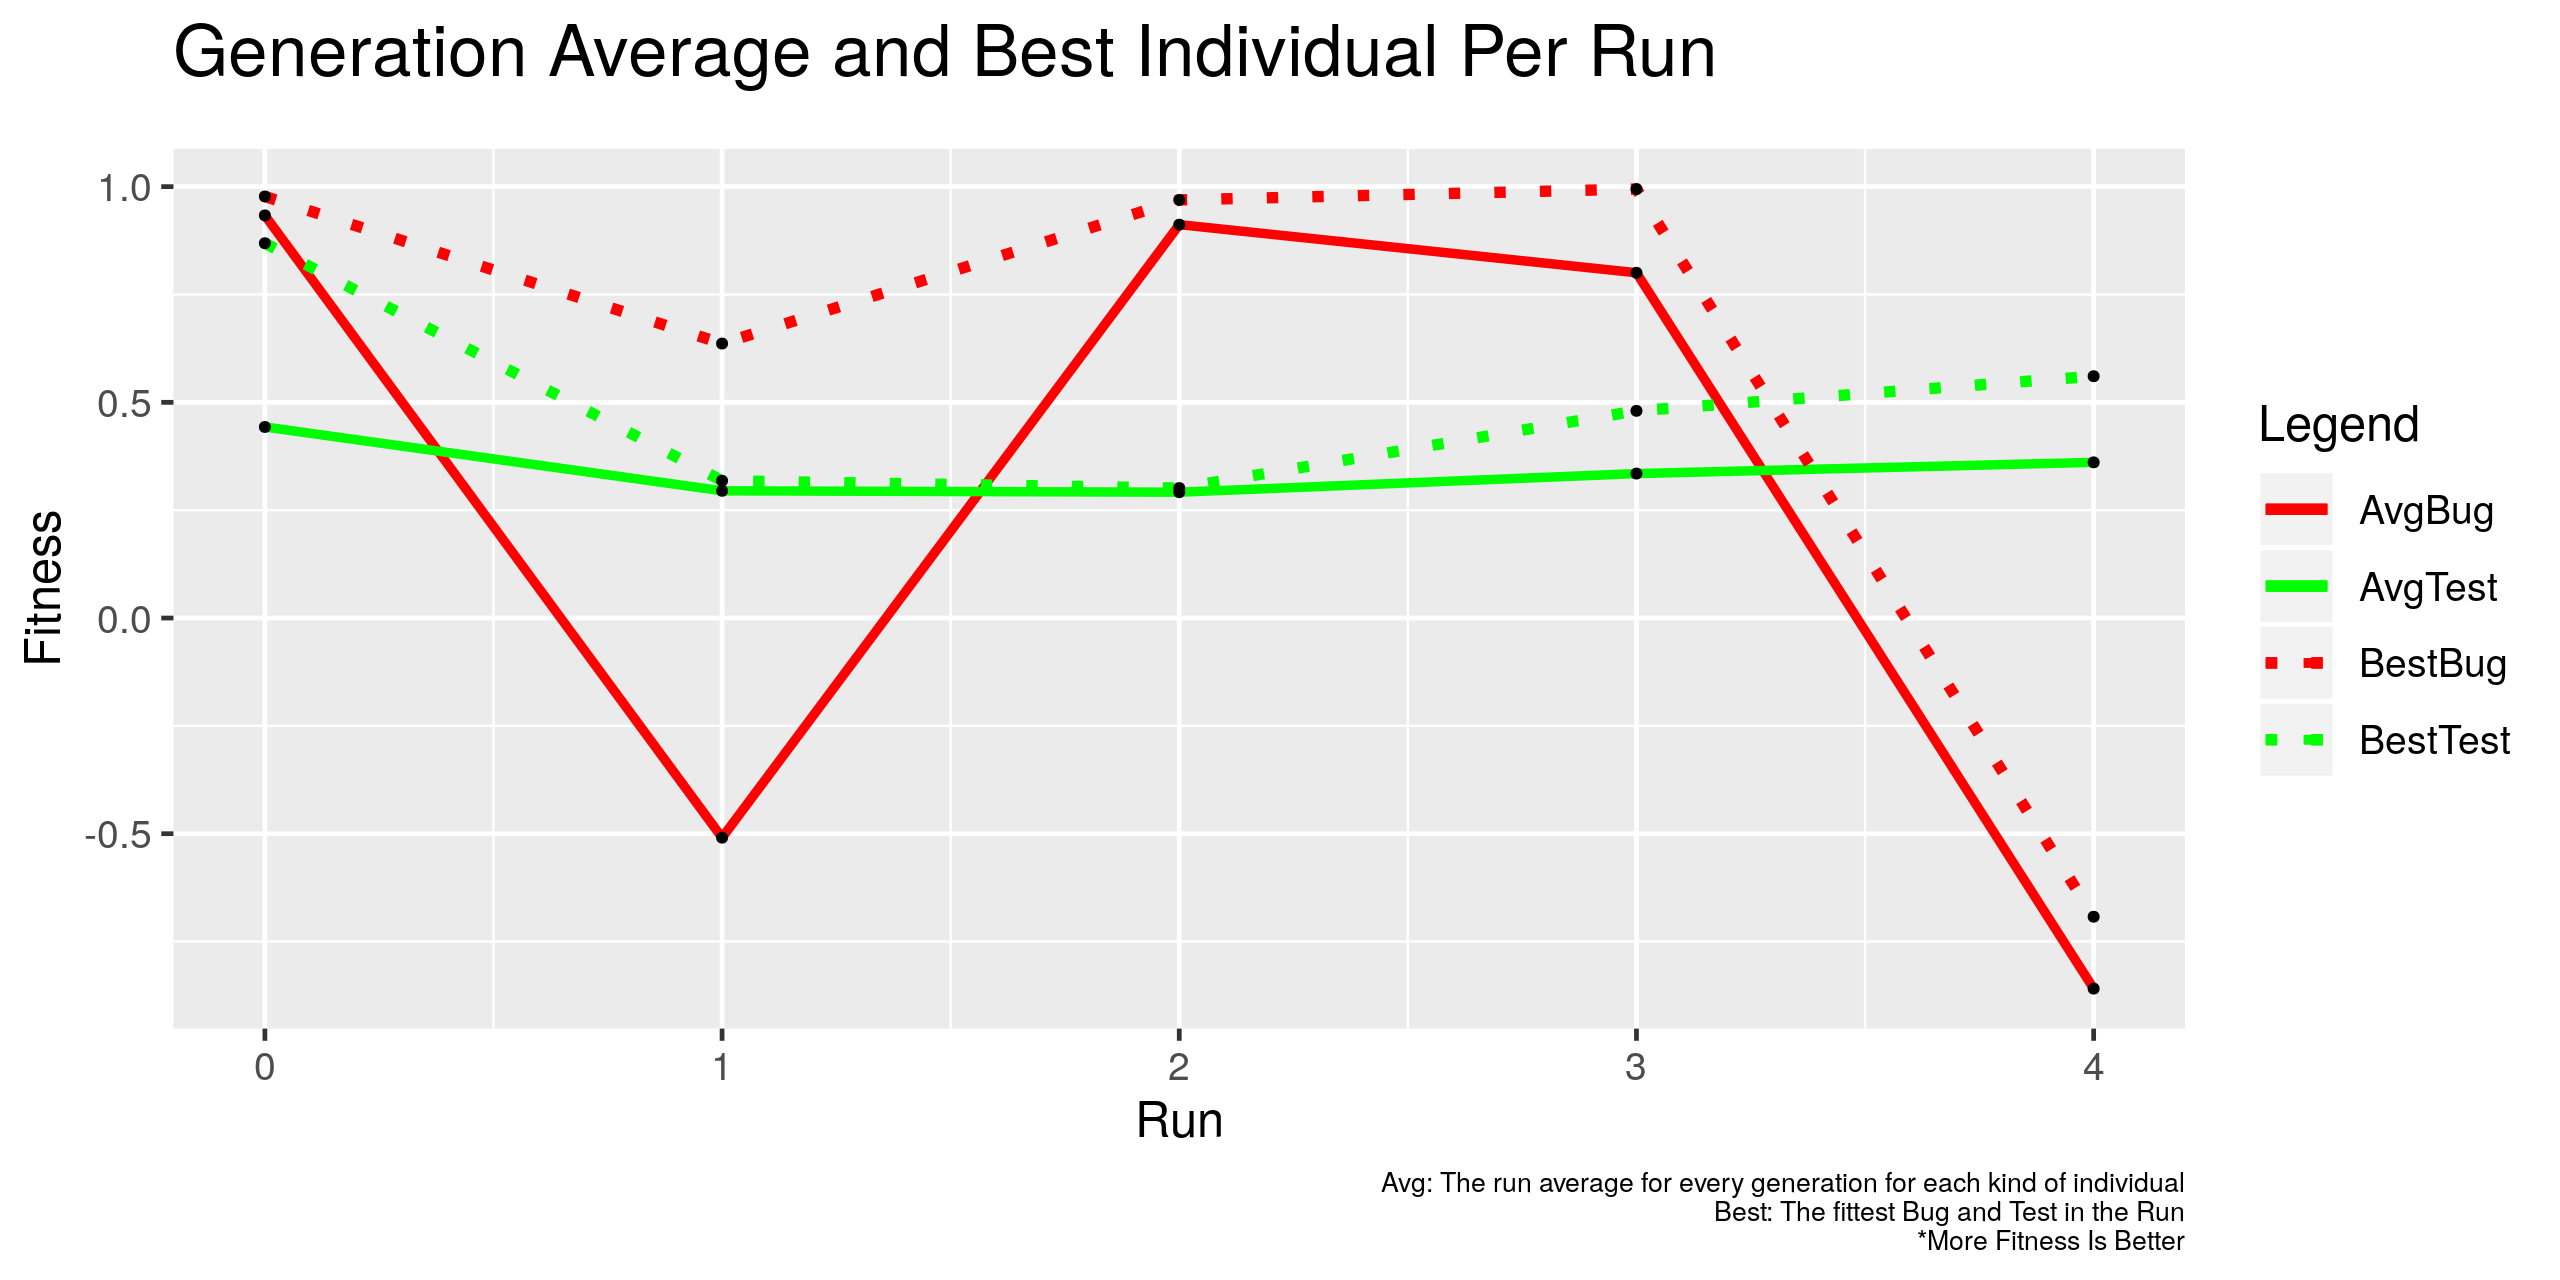 Generation Average and Best Individual Per Run
1.0
0.5
0.0
-0.5
Fitness
0 1 2 3 4
Run
Legend
AvgBug
AvgTest
BestBug
BestTest
Avg: The run average for every generation for each kind of individual
Best: The fittest Bug and Test in the Run
*More Fitness Is Better